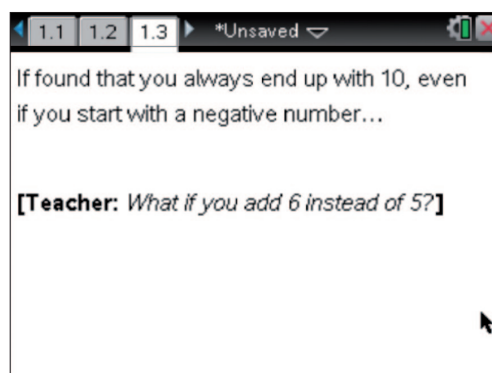 1.1 1.2 1.3 *Unsaved
If found that you always end up with 10, even
if you start with a negative number...
[Teacher: What if you add 6 instead of 5?]